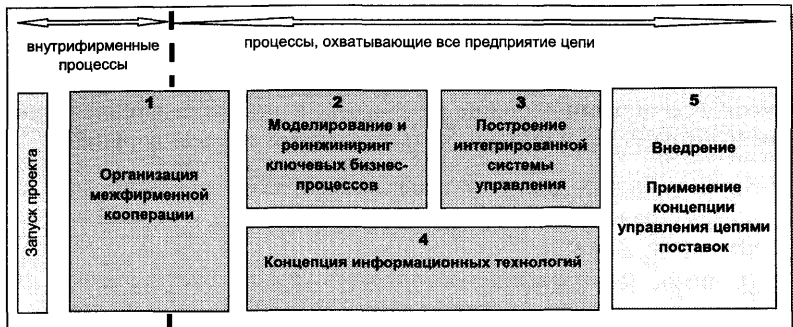 внутрифирменные
процессы
процессы, охватывающие все предприятие цепи
Запуск проекта
1
Организация
межфирменной
кооперации
2
Моделирование и
реинжиниринг
ключевых бизнес-
процессов
3
Построение
интегрированной
системы
управления
4
Концепция информационных технологий
5
Внедрение
Применение
концепции
управления цепями
поставок